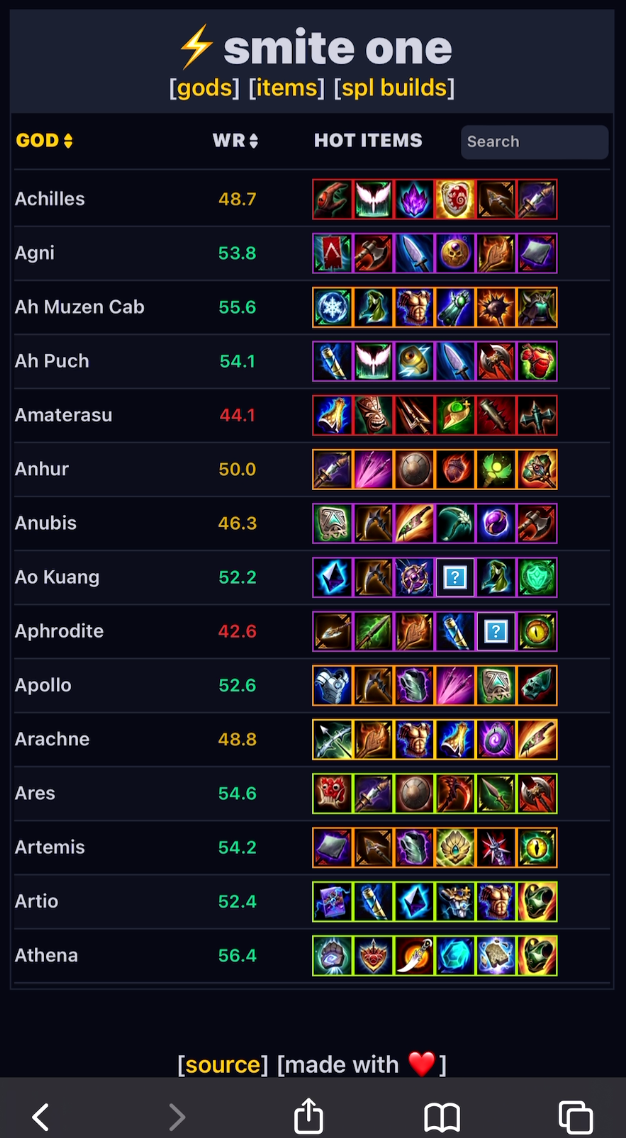 ⚡ smite one
[gods] [items] [spl builds]
GOD WR HOT ITEMS Search
Achilles 48.7
Agni 53.8
Ah Muzen Cab 55.6
Ah Puch 54.1
Amaterasu 44.1
Anhur 50.0
Anubis 46.3
Ao Kuang 52.2
Aphrodite 42.6
Apollo 52.6
Arachne 48.8
Ares 54.6
Artemis 54.2
Artio 52.4
Athena 56.4
[source] [made with ❤️ ]